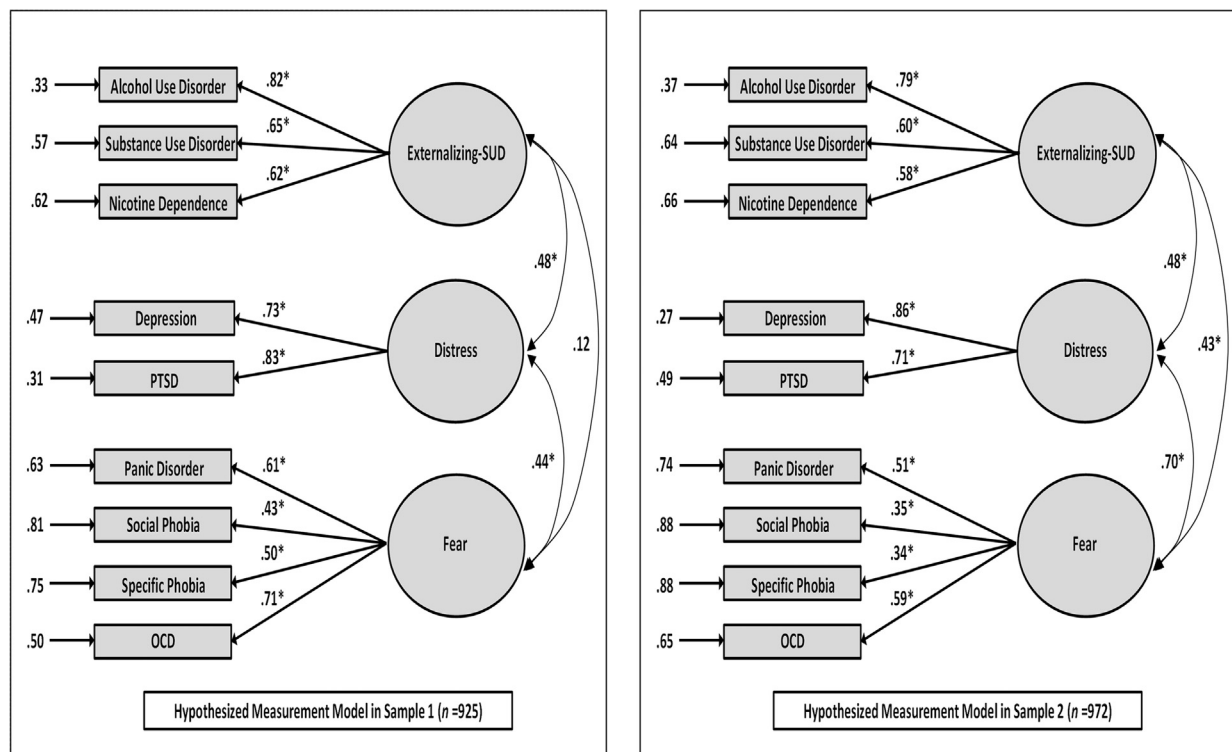 .33
Alcohol Use Disorder
.82*
.57
Substance Use Disorder
.65*
Externalizing-SUD
.62
Nicotine Dependence
.62*
.48*
.47
Depression
.73*
Distress
.12
.31
PTSD
.83*
.44*
.63
Panic Disorder
.61*
.81
Social Phobia
.43*
Fear
.75
Specific Phobia
.50*
.50
OCD
.71*
Hypothesized Measurement Model in Sample 1 (n =925)
.37
Alcohol Use Disorder
.79*
.64
Substance Use Disorder
.60*
Externalizing-SUD
.66
Nicotine Dependence
.58*
.48*
.27
Depression
.86*
Distress
.43*
.49
PTSD
.71*
.70*
.74
Panic Disorder
.51*
.88
Social Phobia
.35*
Fear
.88
Specific Phobia
.34*
.65
OCD
.59*
Hypothesized Measurement Model in Sample 2 (n =972)